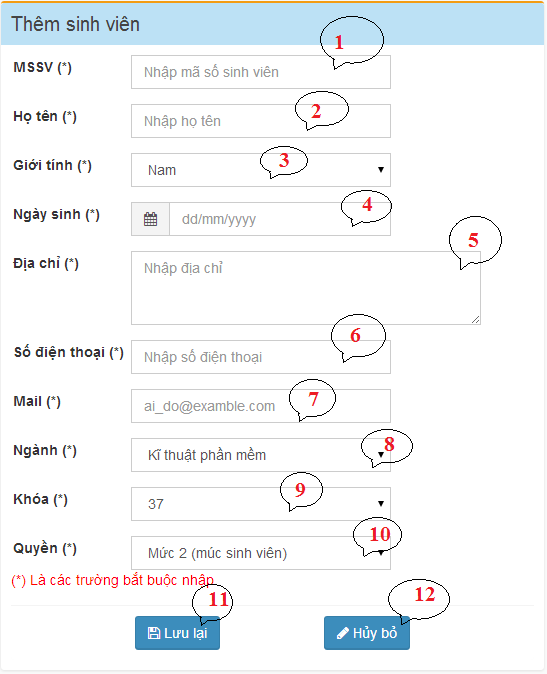 Thêm sinh viên
1
MSSV (*) Nhập mã số sinh viên
Họ tên (*) Nhập họ tên 2
Giới tính (*) Nam 3
Ngày sinh (*) dd/mm/yyyy 4
5
Địa chỉ (*) Nhập địa chỉ
6
Số điện thoại (*) Nhập số điện thoại
Mail (*) ai_do@examble.com 7
Ngành (*) Kĩ thuật phần mềm 8
Khóa (*) 37 9
10
Quyền (*) Mức 2 (múc sinh viên)
(*) Là các trường bắt buộc nhập
11 12
Lưu lại Hủy bỏ